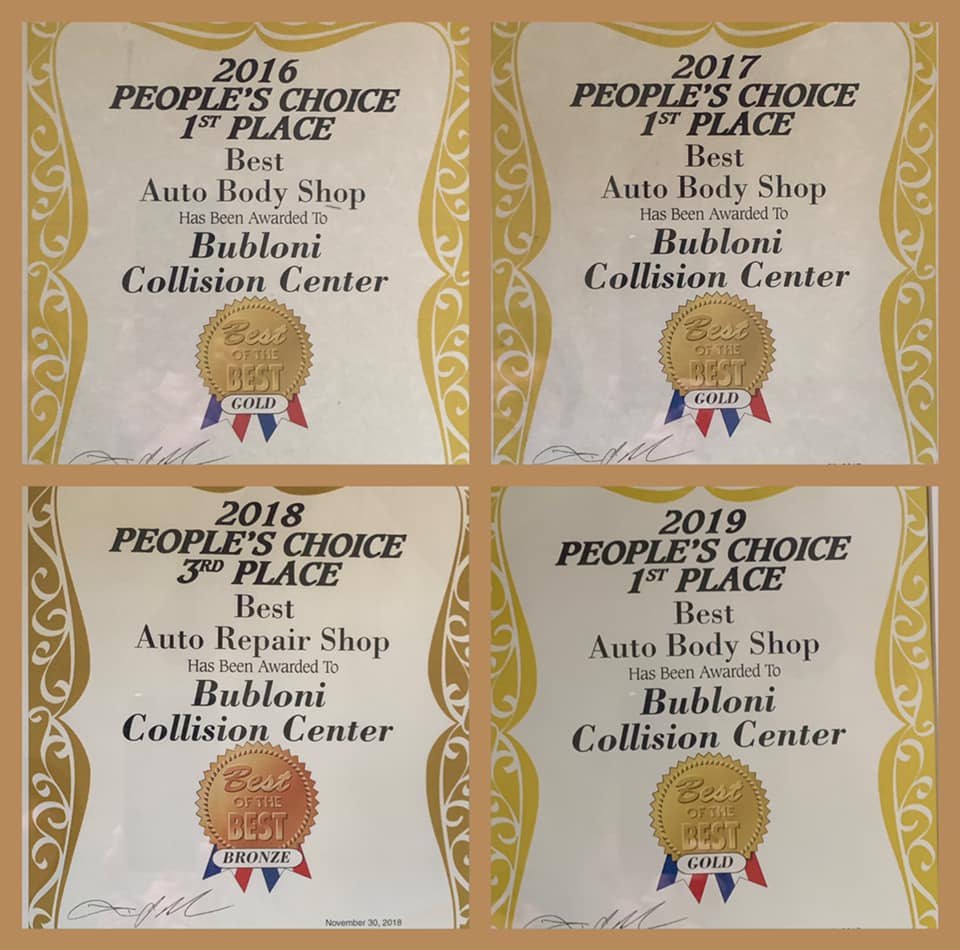 2016
PEOPLE'S CHOICE
1ST PLACE
Best
Auto Body Shop
Has Been Awarded To
Bubloni
Collision Center
Best
OF THE
BEST
GOLD
2017
PEOPLE'S CHOICE
1ST PLACE
Best
Auto Body Shop
Has Been Awarded To
Bubloni
Collision Center
Best
OF THE
BEST
GOLD
2018
PEOPLE'S CHOICE
3RD PLACE
Best
Auto Repair Shop
Has Been Awarded To
Bubloni
Collision Center
Best
OF THE
BEST
BRONZE
November 30, 2018
2019
PEOPLE'S CHOICE
1ST PLACE
Best
Auto Body Shop
Has Been Awarded To
Bubloni
Collision Center
Best
OF THE
BEST
GOLD